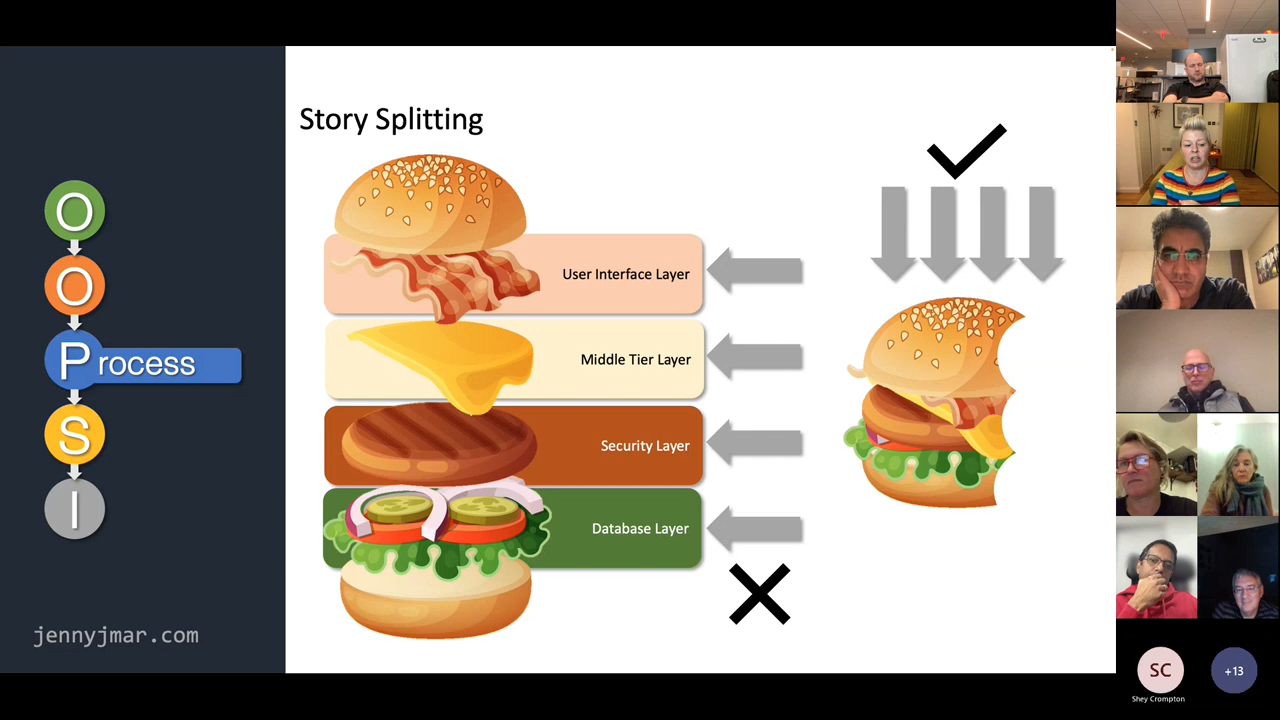 Story Splitting
O
O
Process
S
I
User Interface Layer
Middle Tier Layer
Security Layer
Database Layer
jennyjmar.com
SC
Shey Crompton
+13